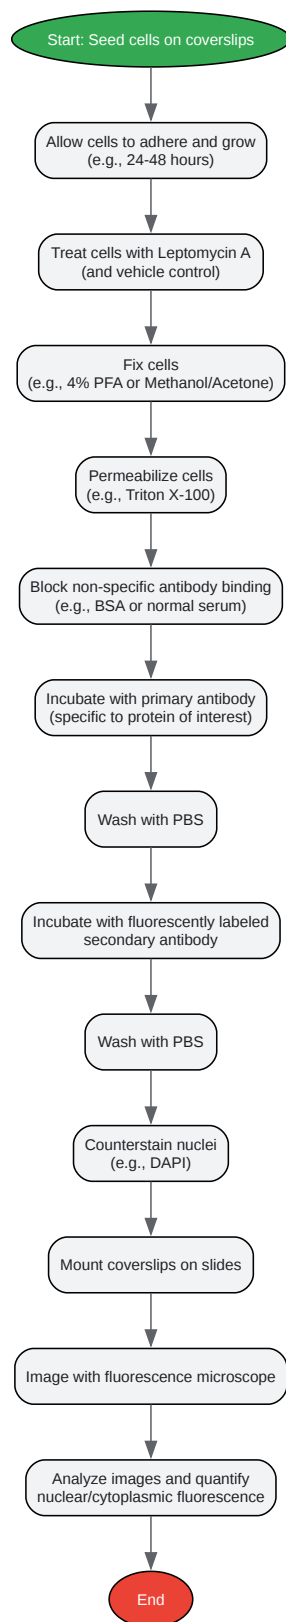 Start: Seed cells on coverslips
Allow cells to adhere and grow
(e.g., 24-48 hours)
Treat cells with Leptomycin A
(and vehicle control)
Fix cells
(e.g., 4% PFA or Methanol/Acetone)
Permeabilize cells
(e.g., Triton X-100)
Block non-specific antibody binding
(e.g., BSA or normal serum)
Incubate with primary antibody
(specific to protein of interest)
Wash with PBS
Incubate with fluorescently labeled
secondary antibody
Wash with PBS
Counterstain nuclei
(e.g., DAPI)
Mount coverslips on slides
Image with fluorescence microscope
Analyze images and quantify
nuclear/cytoplasmic fluorescence
End